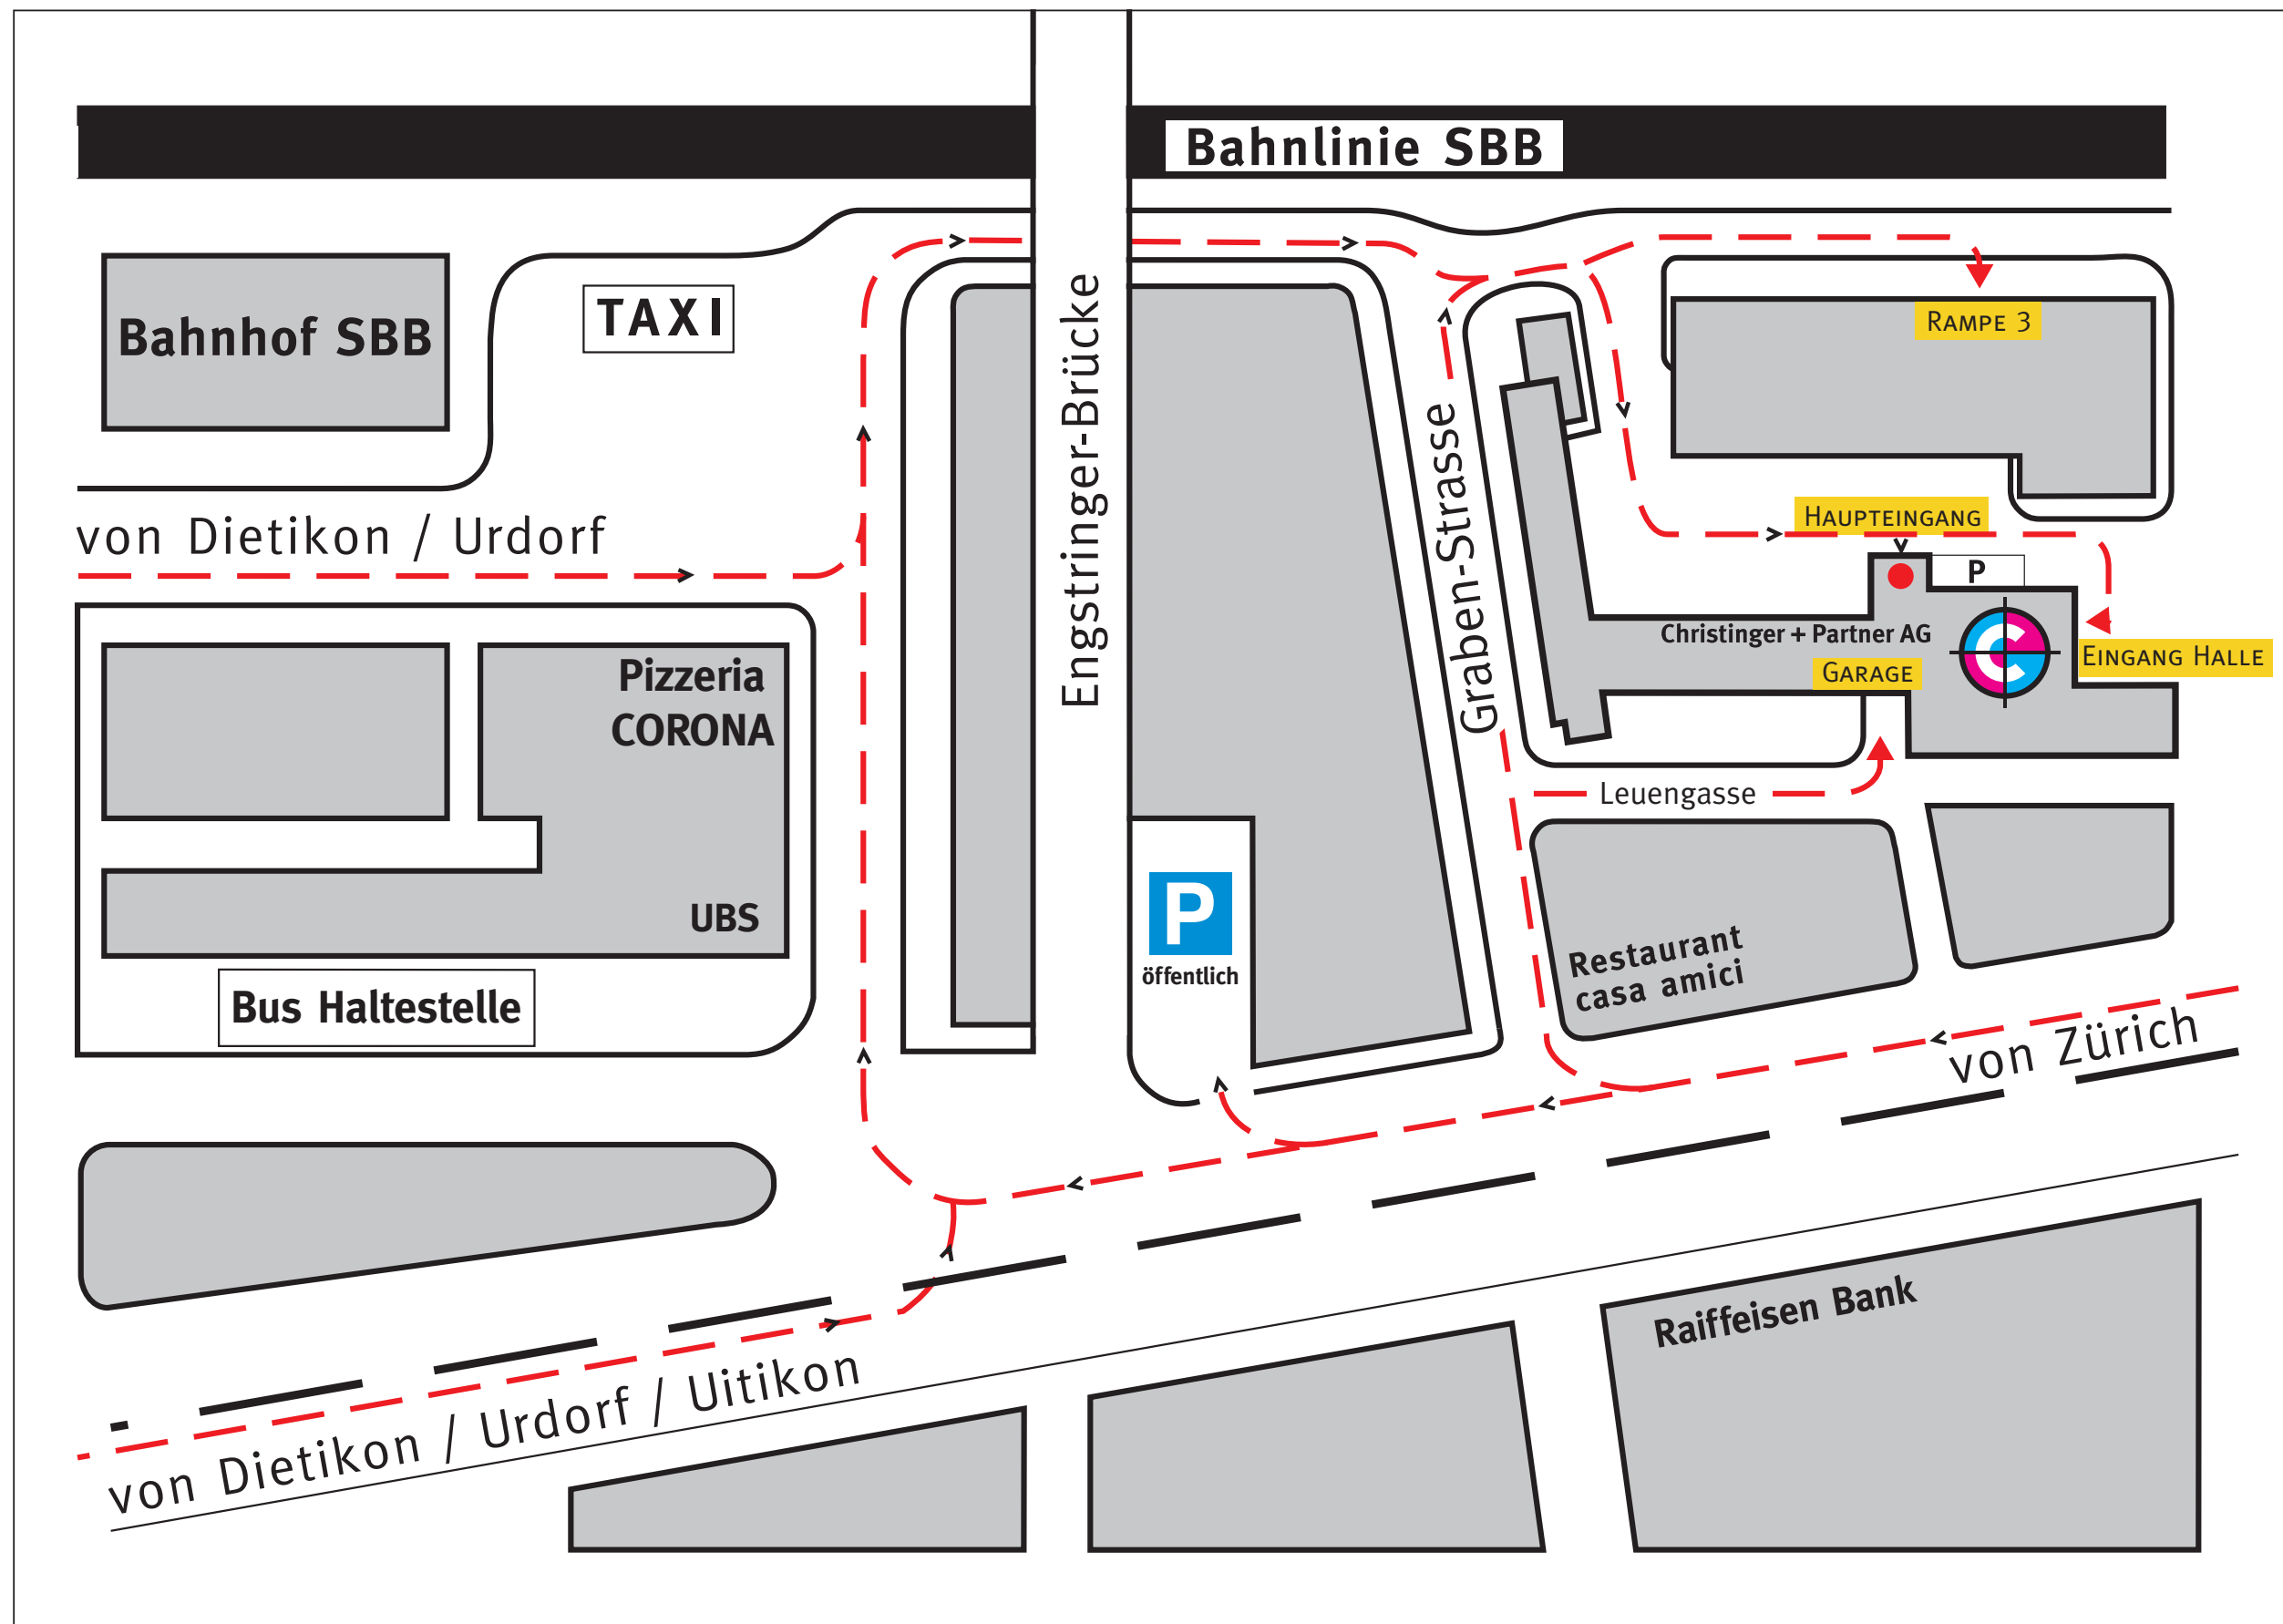 Bahnlinie SBB
Bahnhof SBB
TAXI
von Dietikon / Urdorf
Engstringer-Brücke
Graben-Strasse
RAMPE 3
HAUPTEINGANG
P
Christinger + Partner AG
GARAGE
EINGANG HALLE
Pizzeria
CORONA
UBS
Bus Haltestelle
P
öffentlich
Leuengasse
Restaurant
casa amici
von Zürich
Raiffeisen Bank
von Dietikon / Urdorf / Uitikon